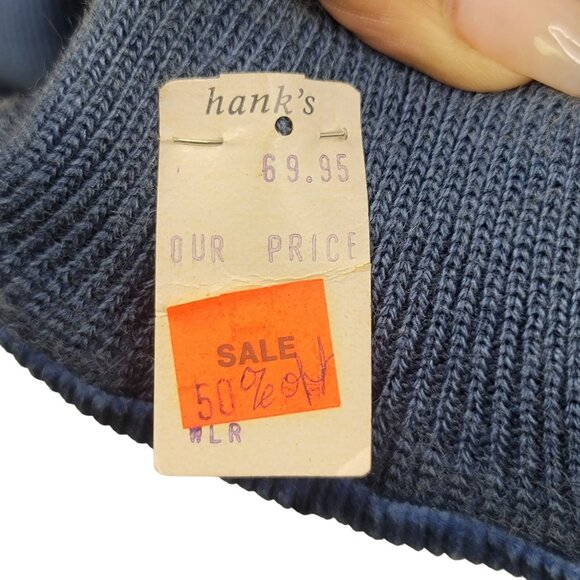 hank's
69.95
OUR PRICE
SALE
50% off
WLR